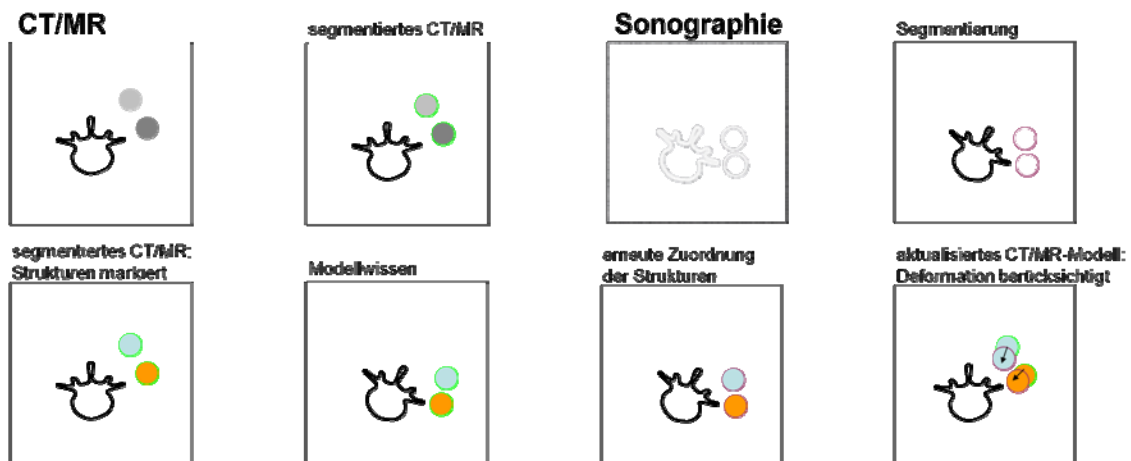 CT/MR
segmentiertes CT/MR
Sonographie
Segmentierung
segmentiertes CT/MR:
Strukturen markiert
Modellwissen
erneute Zuordnung
der Strukturen
aktualisiertes CT/MR-Modell:
Deformation berücksichtigt